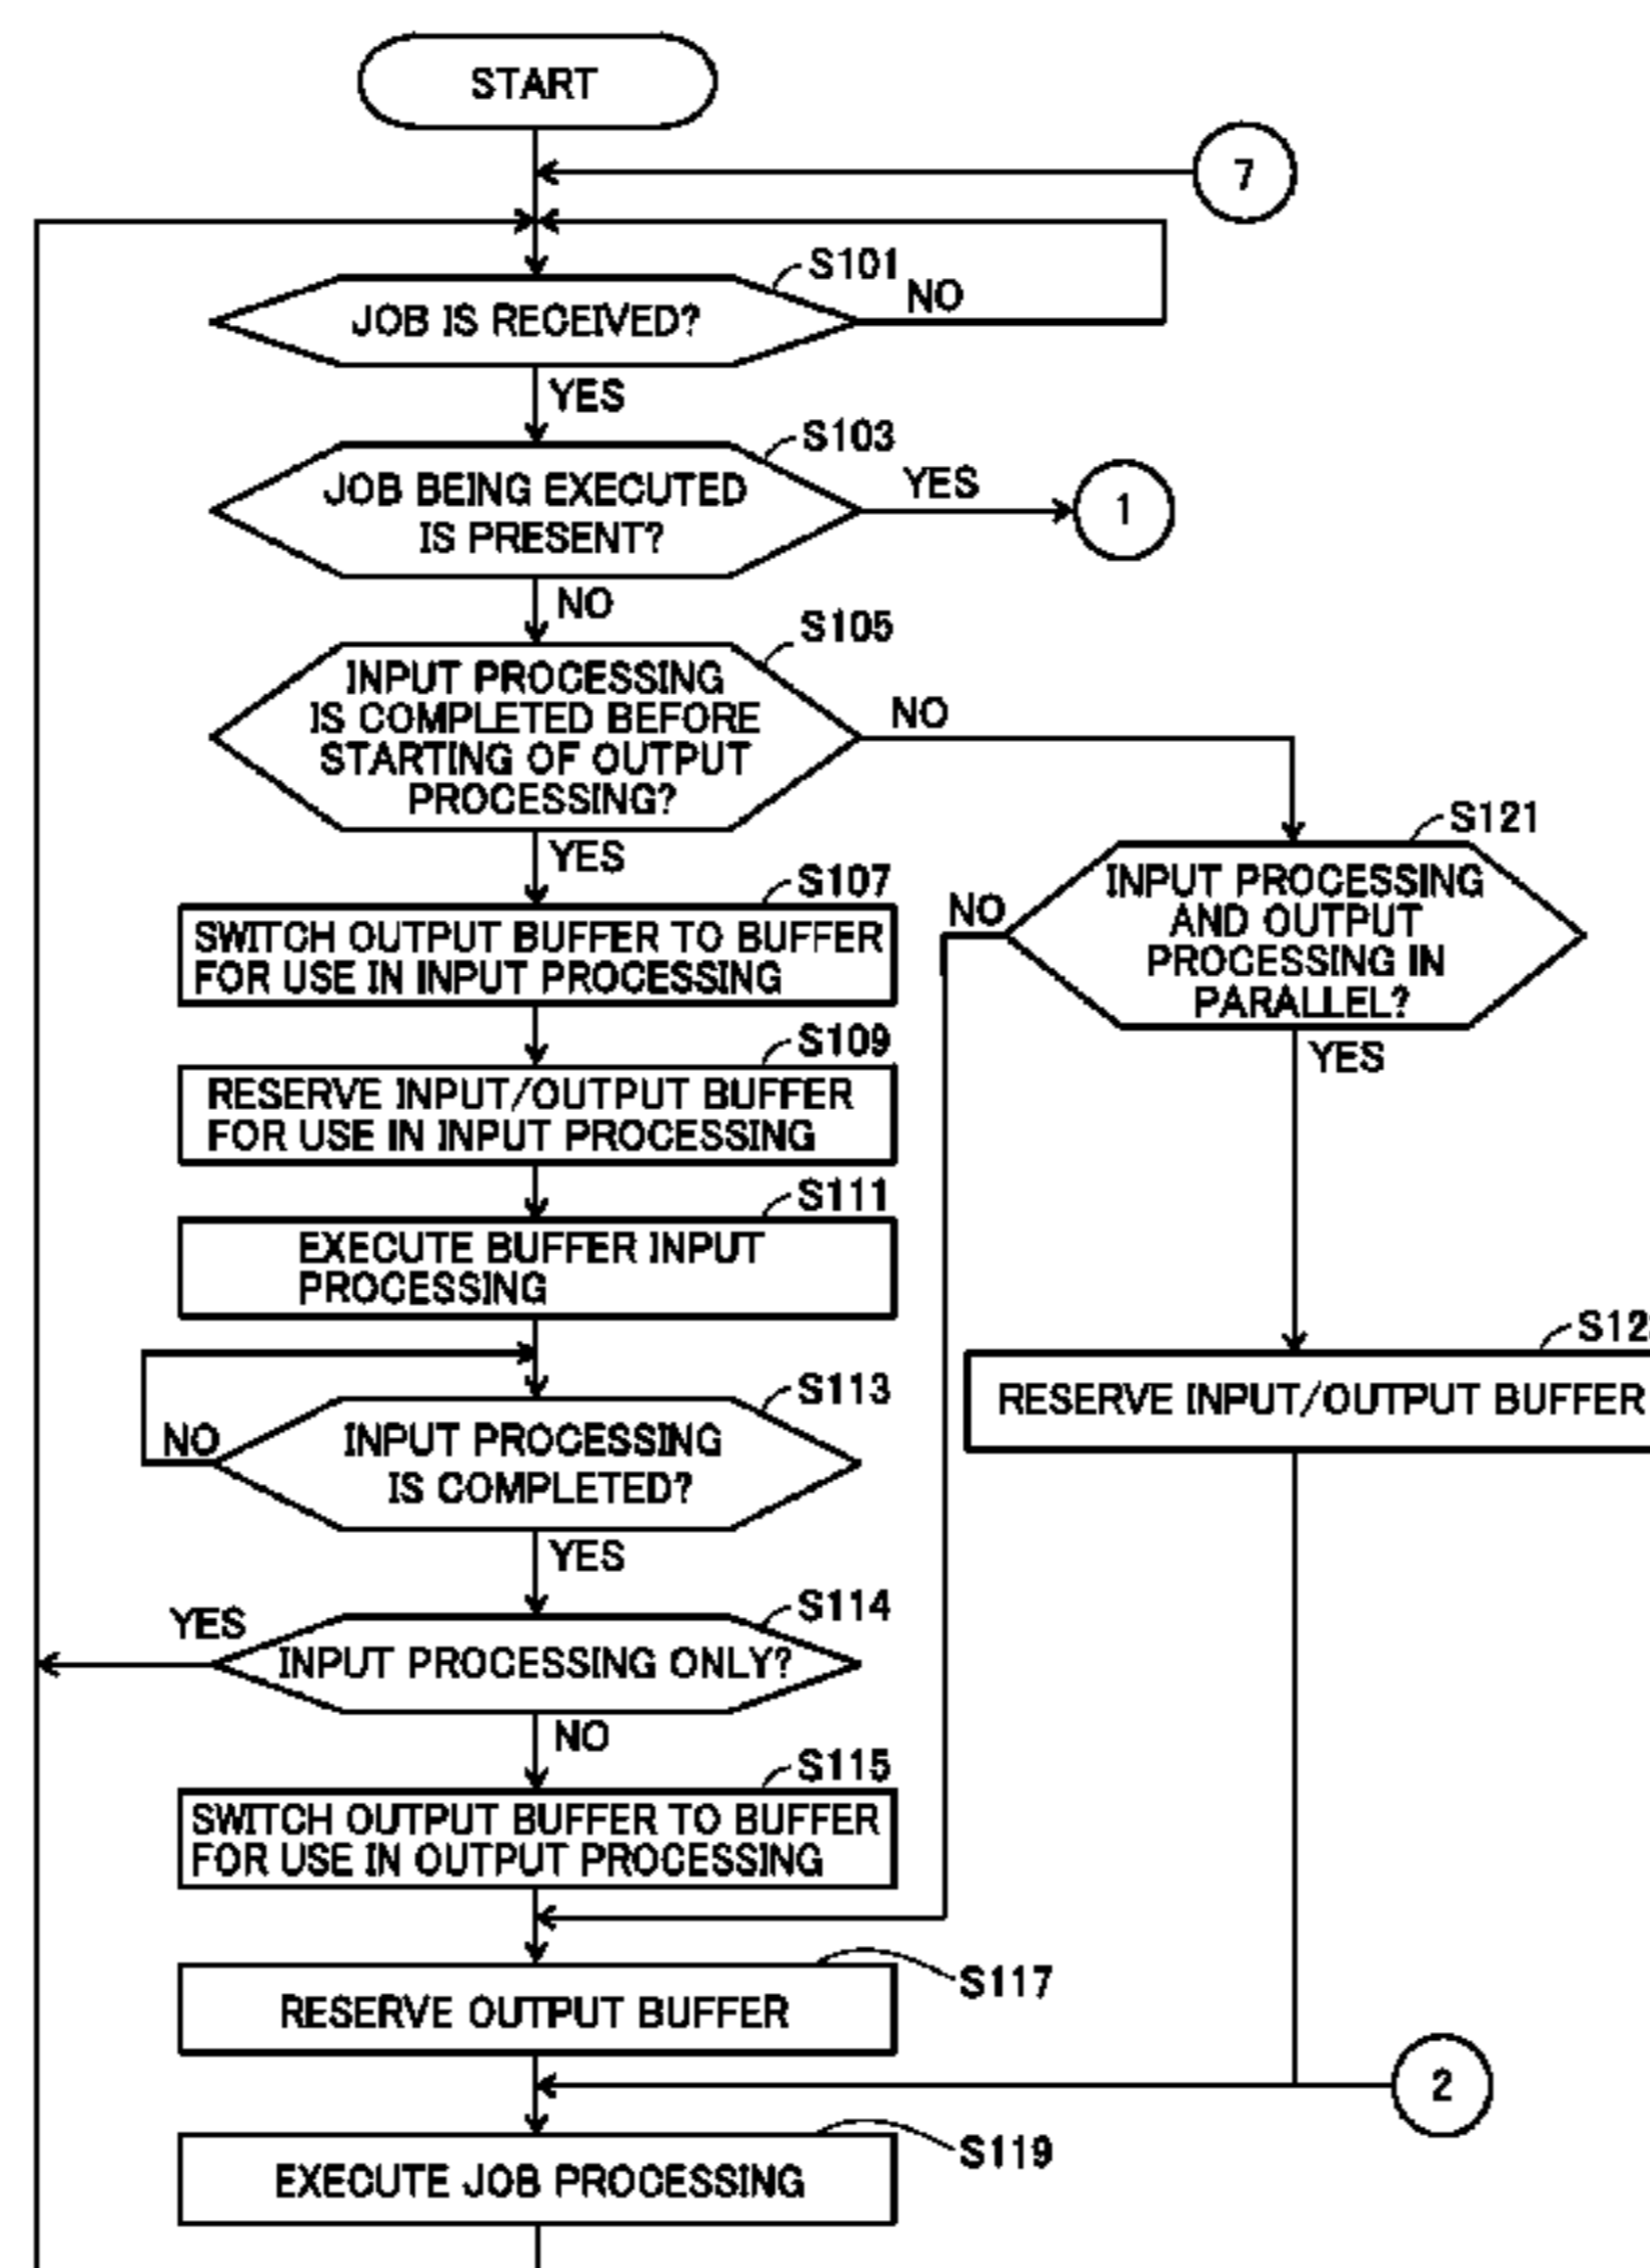 START
7
S101
JOB IS RECEIVED?
NO
YES
S103
JOB BEING EXECUTED
IS PRESENT?
YES
1
NO
S105
INPUT PROCESSING
IS COMPLETED BEFORE
STARTING OF OUTPUT
PROCESSING?
NO
YES
S121
INPUT PROCESSING
AND OUTPUT
PROCESSING IN
PARALLEL?
NO
YES
S107
SWITCH OUTPUT BUFFER TO BUFFER
FOR USE IN INPUT PROCESSING
S109
RESERVE INPUT/OUTPUT BUFFER
FOR USE IN INPUT PROCESSING
S111
EXECUTE BUFFER INPUT
PROCESSING
RESERVE INPUT/OUTPUT BUFFER
S113
INPUT PROCESSING
IS COMPLETED?
NO
YES
S114
INPUT PROCESSING ONLY?
YES
NO
S115
SWITCH OUTPUT BUFFER TO BUFFER
FOR USE IN OUTPUT PROCESSING
S117
RESERVE OUTPUT BUFFER
2
S119
EXECUTE JOB PROCESSING